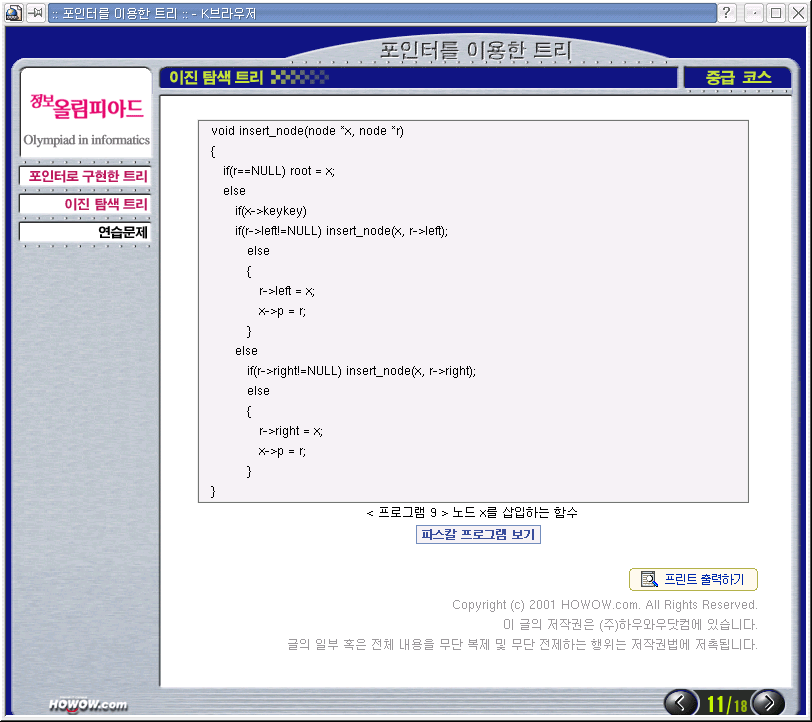 :: 포인터를 이용한 트리 :: - K브라우저
포인터를 이용한 트리
이진 탐색 트리
중급 코스
정보올림피아드
Olympiad in informatics
포인터로 구현한 트리
이진 탐색 트리
연습문제
void insert_node(node *x, node *r)
{
if(r==NULL) root = x;
else
if(x->keykey)
if(r->left!=NULL) insert_node(x, r->left);
else
{
r->left = x;
x->p = r;
}
else
if(r->right!=NULL) insert_node(x, r->right);
else
{
r->right = x;
x->p = r;
}
}
< 프로그램 9 > 노드 x를 삽입하는 함수
파스칼 프로그램 보기
프린트 출력하기
Copyright (c) 2001 HOWOW.com. All Rights Reserved.
이 글의 저작권은 (주)하우와우닷컴에 있습니다.
글의 일부 혹은 전체 내용을 무단 복제 및 무단 전제하는 행위는 저작권법에 저촉됩니다.
HOWOW.com
11/18